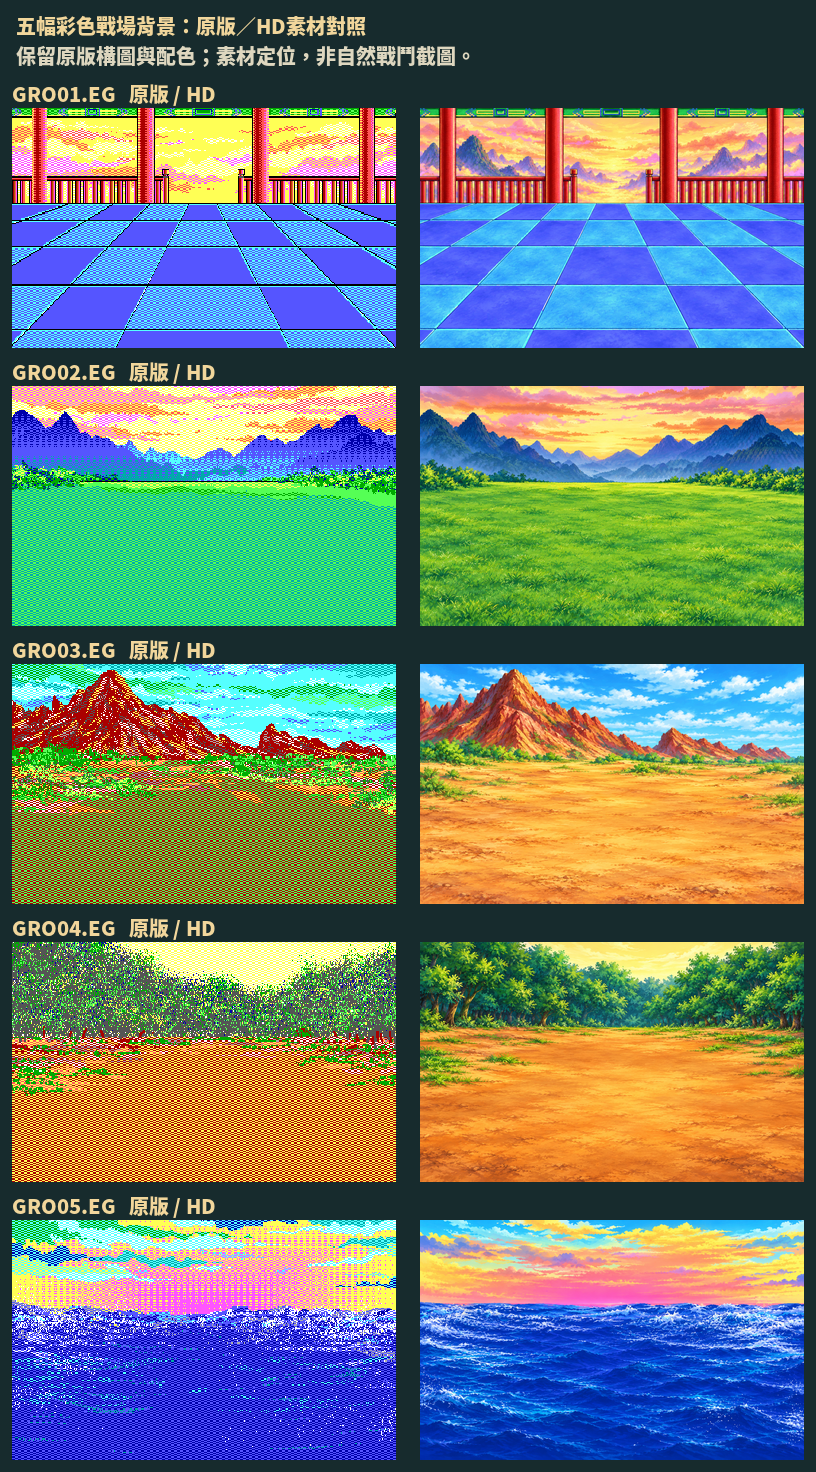 五幅彩色戰場背景：原版／HD素材對照
保留原版構圖與配色；素材定位，非自然戰鬥截圖。
GRO01.EG 原版 / HD
GRO02.EG 原版 / HD
GRO03.EG 原版 / HD
GRO04.EG 原版 / HD
GRO05.EG 原版 / HD